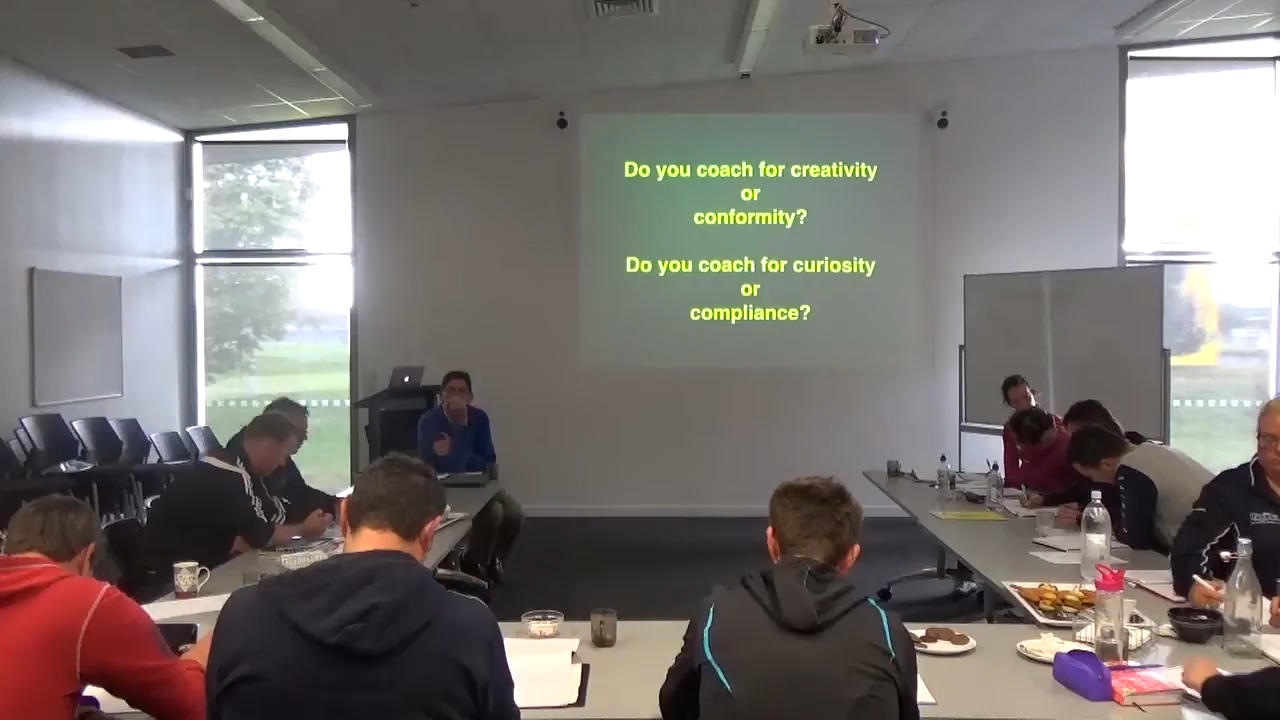 Do you coach for creativity
or
conformity?
Do you coach for curiosity
or
compliance?